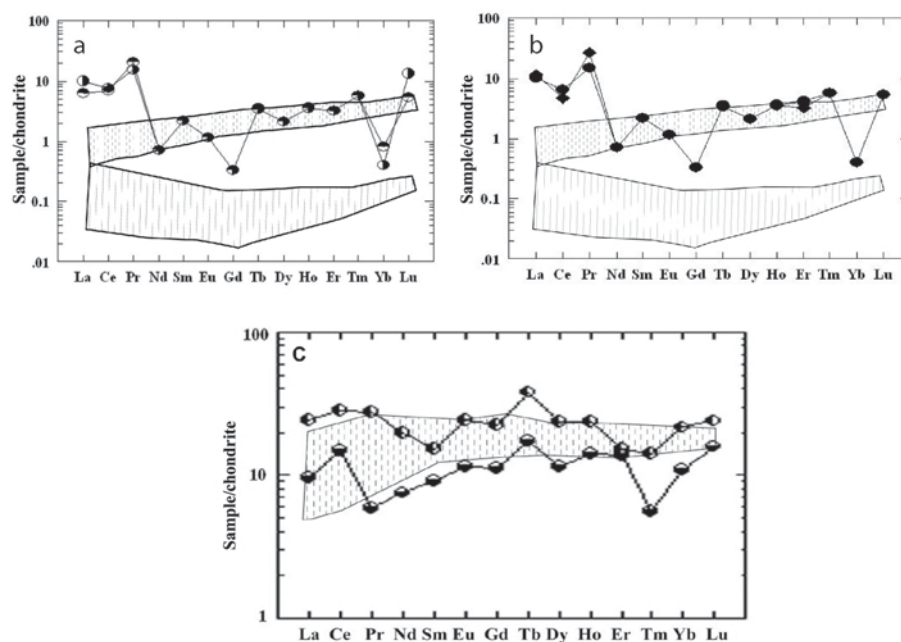 a
100
10
1
0.1
.01
Sample/chondrite
La Ce Pr Nd Sm Eu Gd Tb Dy Ho Er Tm Yb Lu
b
100
10
1
0.1
.01
Sample/chondrite
La Ce Pr Nd Sm Eu Gd Tb Dy Ho Er Tm Yb Lu
c
100
10
1
Sample/chondrite
La Ce Pr Nd Sm Eu Gd Tb Dy Ho Er Tm Yb Lu